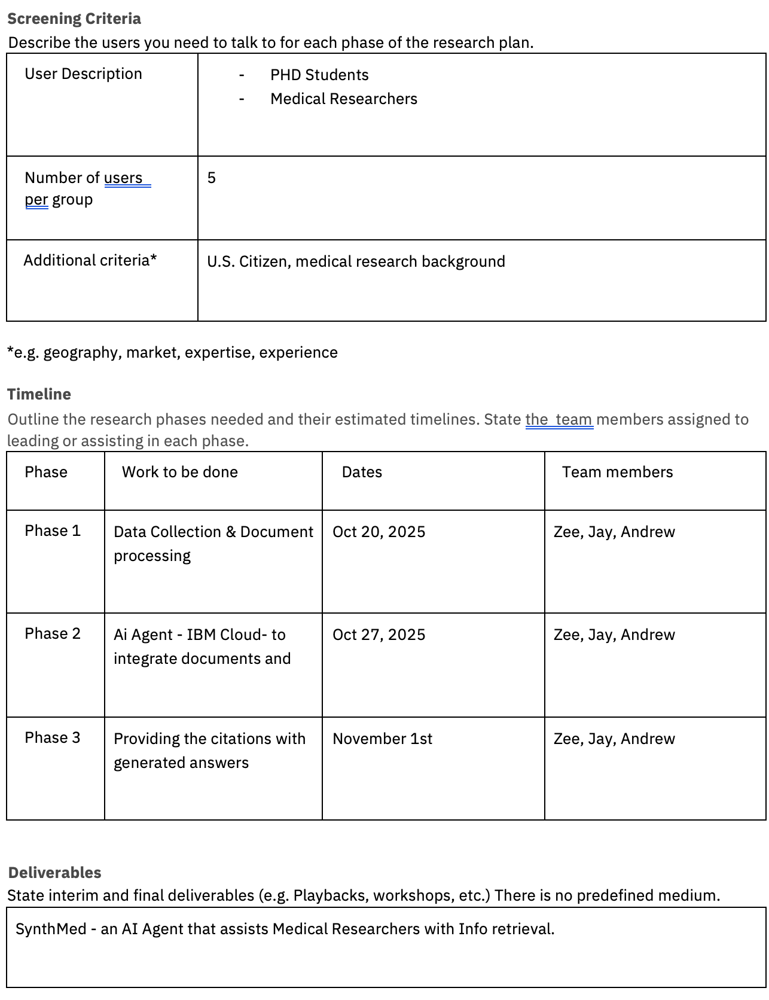 Screening Criteria
Describe the users you need to talk to for each phase of the research plan.
User Description
- PHD Students
- Medical Researchers
Number of users
per group
5
Additional criteria*
U.S. Citizen, medical research background
*e.g. geography, market, expertise, experience
Timeline
Outline the research phases needed and their estimated timelines. State the  team members assigned to
leading or assisting in each phase.
Phase
Work to be done
Dates
Team members
Phase 1
Data Collection & Document
processing
Oct 20, 2025
Zee, Jay, Andrew
Phase 2
Ai Agent - IBM Cloud- to
integrate documents and
Oct 27, 2025
Zee, Jay, Andrew
Phase 3
Providing the citations with
generated answers
November 1st
Zee, Jay, Andrew
Deliverables
State interim and final deliverables (e.g. Playbacks, workshops, etc.) There is no predefined medium.
SynthMed - an AI Agent that assists Medical Researchers with Info retrieval.